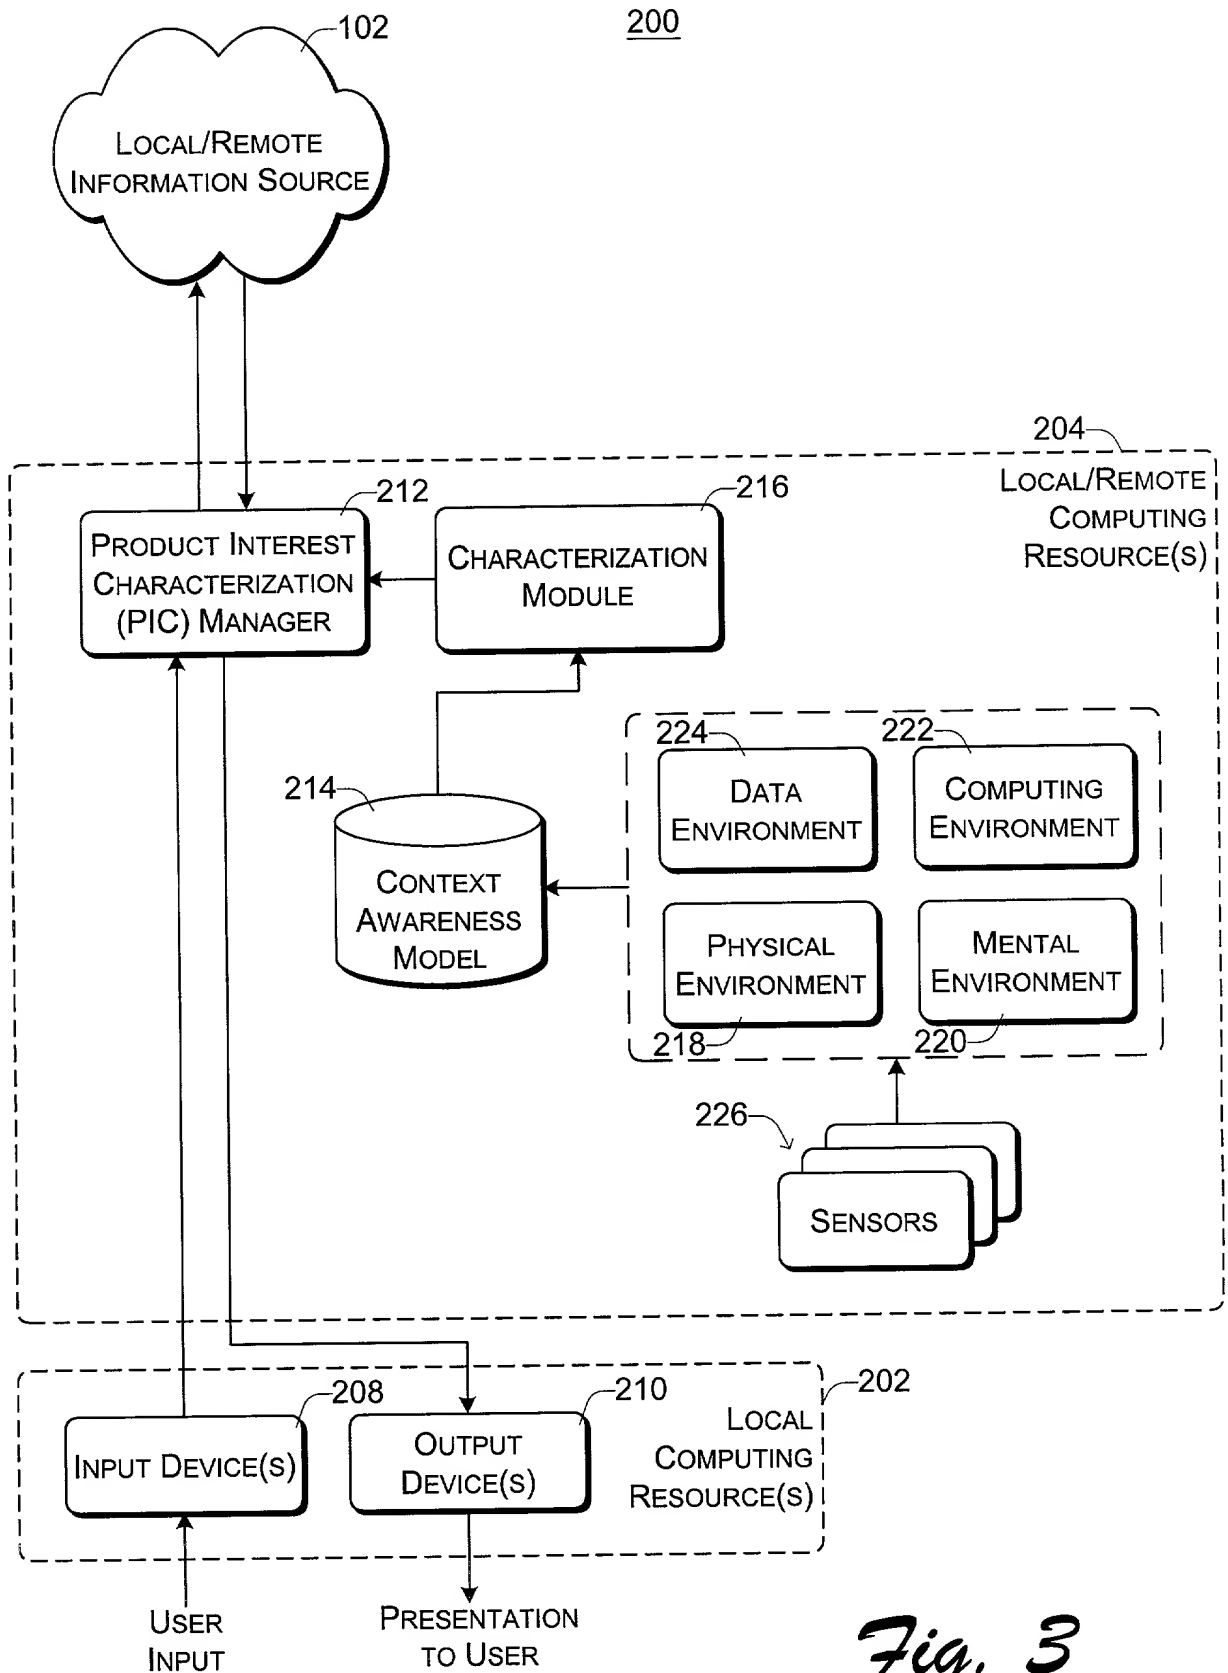 200
102
LOCAL/REMOTE
INFORMATION SOURCE
204
LOCAL/REMOTE
COMPUTING
RESOURCE(S)
212
PRODUCT INTEREST
CHARACTERIZATION
(PIC) MANAGER
216
CHARACTERIZATION
MODULE
224
DATA
ENVIRONMENT
222
COMPUTING
ENVIRONMENT
214
CONTEXT
AWARENESS
MODEL
PHYSICAL
ENVIRONMENT
218
MENTAL
ENVIRONMENT
220
226
SENSORS
202
208
INPUT DEVICE(S)
210
OUTPUT
DEVICE(S)
LOCAL
COMPUTING
RESOURCE(S)
USER
INPUT
PRESENTATION
TO USER
Fig. 3